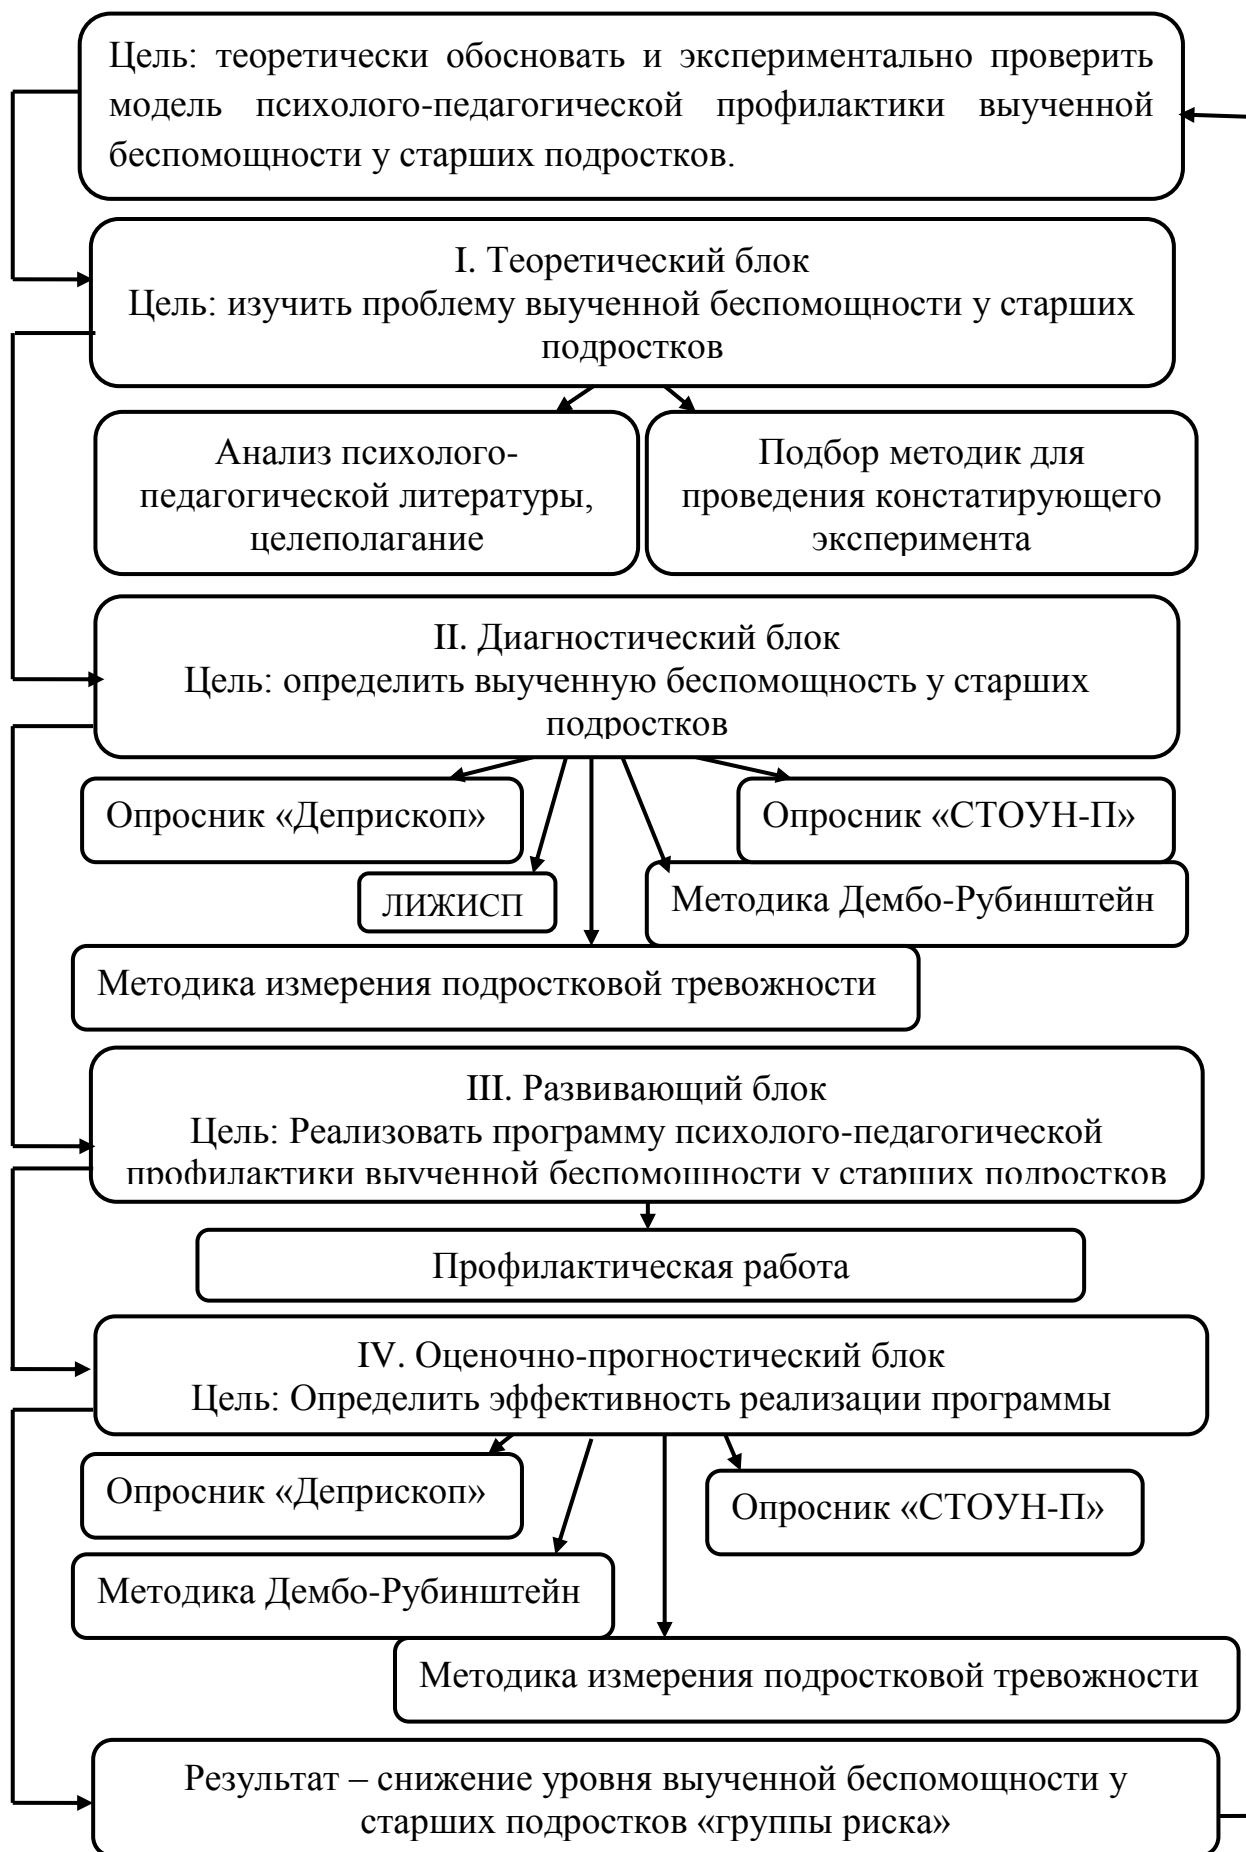 Цель: теоретически обосновать и экспериментально проверить
модель психолого-педагогической профилактики выученной
беспомощности у старших подростков.
I. Теоретический блок
Цель: изучить проблему выученной беспомощности у старших
подростков
Анализ психолого-
педагогической литературы,
целеполагание
Подбор методик для
проведения констатирующего
эксперимента
II. Диагностический блок
Цель: определить выученную беспомощность у старших
подростков
Опросник «Депрископ»
Опросник «СТОУН-П»
ЛИЖИСП
Методика Дембо-Рубинштейн
Методика измерения подростковой тревожности
III. Развивающий блок
Цель: Реализовать программу психолого-педагогической
профилактики выученной беспомощности у старших подростков
Профилактическая работа
IV. Оценочно-прогностический блок
Цель: Определить эффективность реализации программы
Опросник «Депрископ»
Опросник «СТОУН-П»
Методика Дембо-Рубинштейн
Методика измерения подростковой тревожности
Результат – снижение уровня выученной беспомощности у
старших подростков «группы риска»